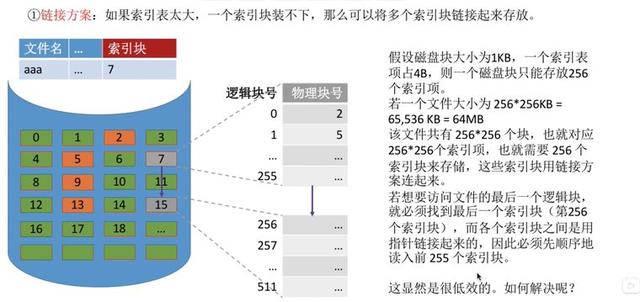 ①链接方案：如果索引表太大，一个索引块装不下，那么可以将多个索引块链接起来存放。
文件名 ... 索引块
aaa ... 7
0 1 2 3
4 5 6 7
8 9 10 11
12 13 14 15
16 17 18 ...
逻辑块号 物理块号
0 2
1 5
... ...
255 ...
256 ...
257 ...
... ...
511 ...
假设磁盘块大小为1KB，一个索引表
项占4B，则一个磁盘块只能存放256
个索引项。
若一个文件大小为 256*256KB =
65,536 KB = 64MB
该文件共有 256*256 个块，也就对应
256*256个索引项，也就需要 256 个
索引块来存储，这些索引块用链接方
案连起来。
若想要访问文件的最后一个逻辑块，
就必须找到最后一个索引块（第256
个索引块），而各个索引块之间是用
指针链接起来的，因此必须先顺序地
读入前 255 个索引块。
这显然是很低效的。如何解决呢？